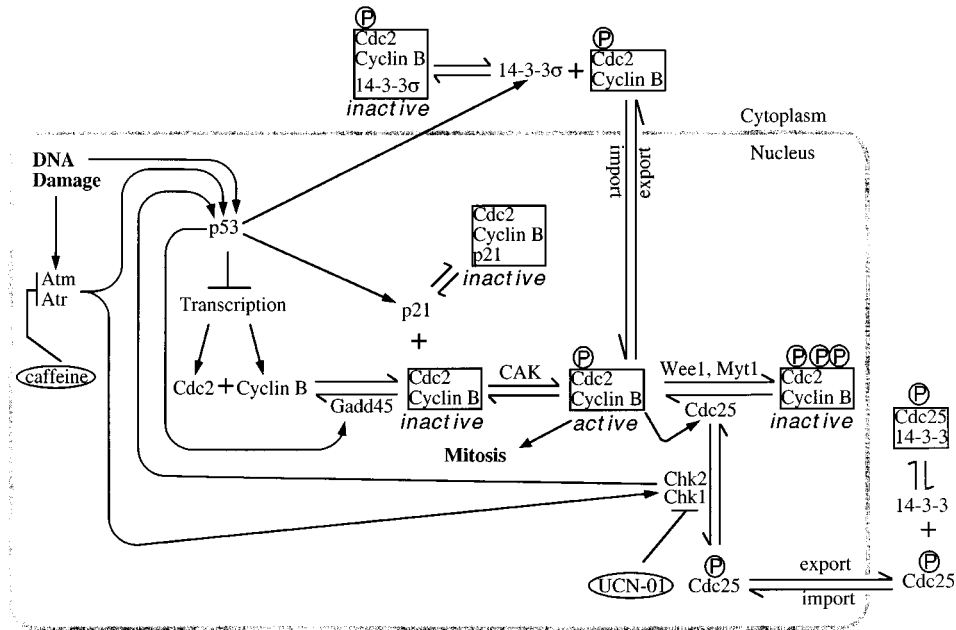 P
Cdc2
Cyclin B
14-3-3σ
inactive
14-3-3σ +
P
Cdc2
Cyclin B
Cytoplasm
Nucleus
import
export
DNA
Damage
p53
Cdc2
Cyclin B
p21
inactive
Atm
Atr
Transcription
p21
+
caffeine
Cdc2 + Cyclin B
Gadd45
Cdc2
Cyclin B
inactive
CAK
P
Cdc2
Cyclin B
active
Wee1, Myt1
Cdc25
P P P
Cdc2
Cyclin B
inactive
Mitosis
Chk2
Chk1
UCN-01
P
Cdc25
export
import
P
Cdc25
14-3-3
14-3-3
+
P
Cdc25